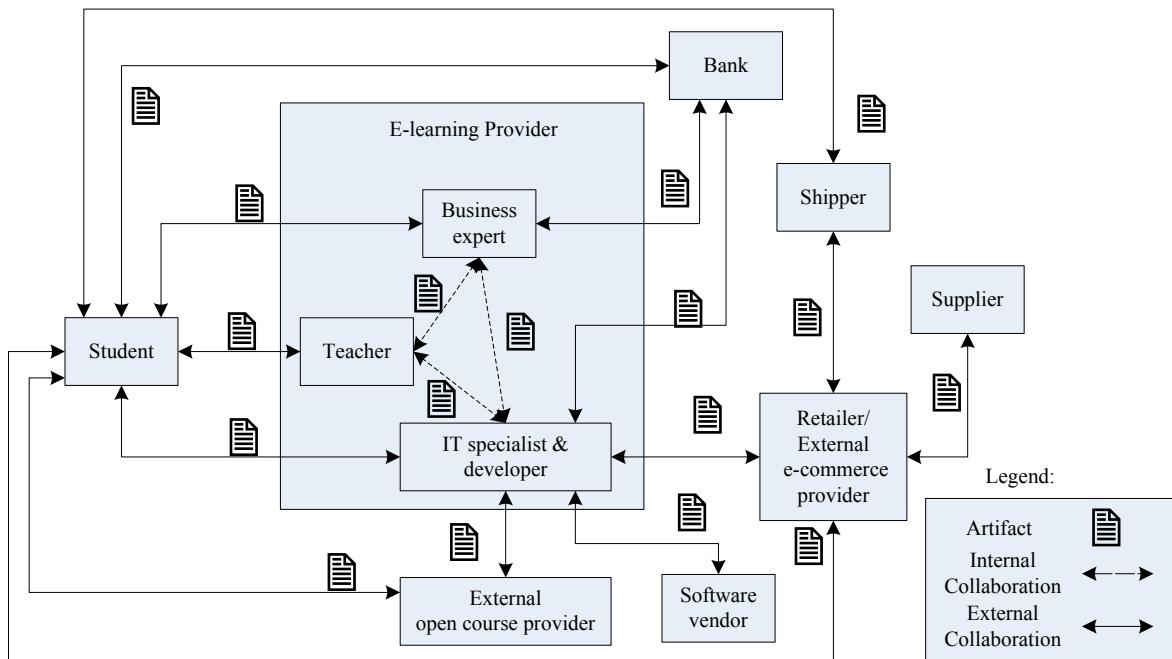 Bank
E-learning Provider
Business
expert
Shipper
Supplier
Student
Teacher
IT specialist &
developer
Retailer/
External
e-commerce
provider
External
open course provider
Software
vendor
Legend:
Artifact
Internal
Collaboration
External
Collaboration